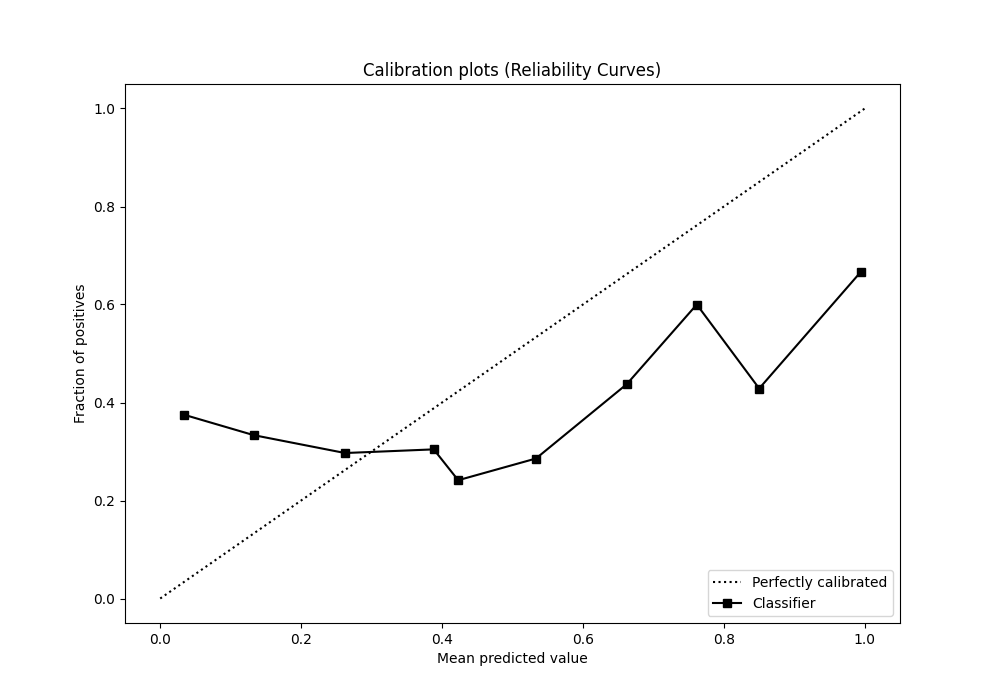 Calibration plots (Reliability Curves)
1.0
0.8
0.6
0.4
0.2
0.0
Fraction of positives
0.0 0.2 0.4 0.6 0.8 1.0
Mean predicted value
Perfectly calibrated
Classifier